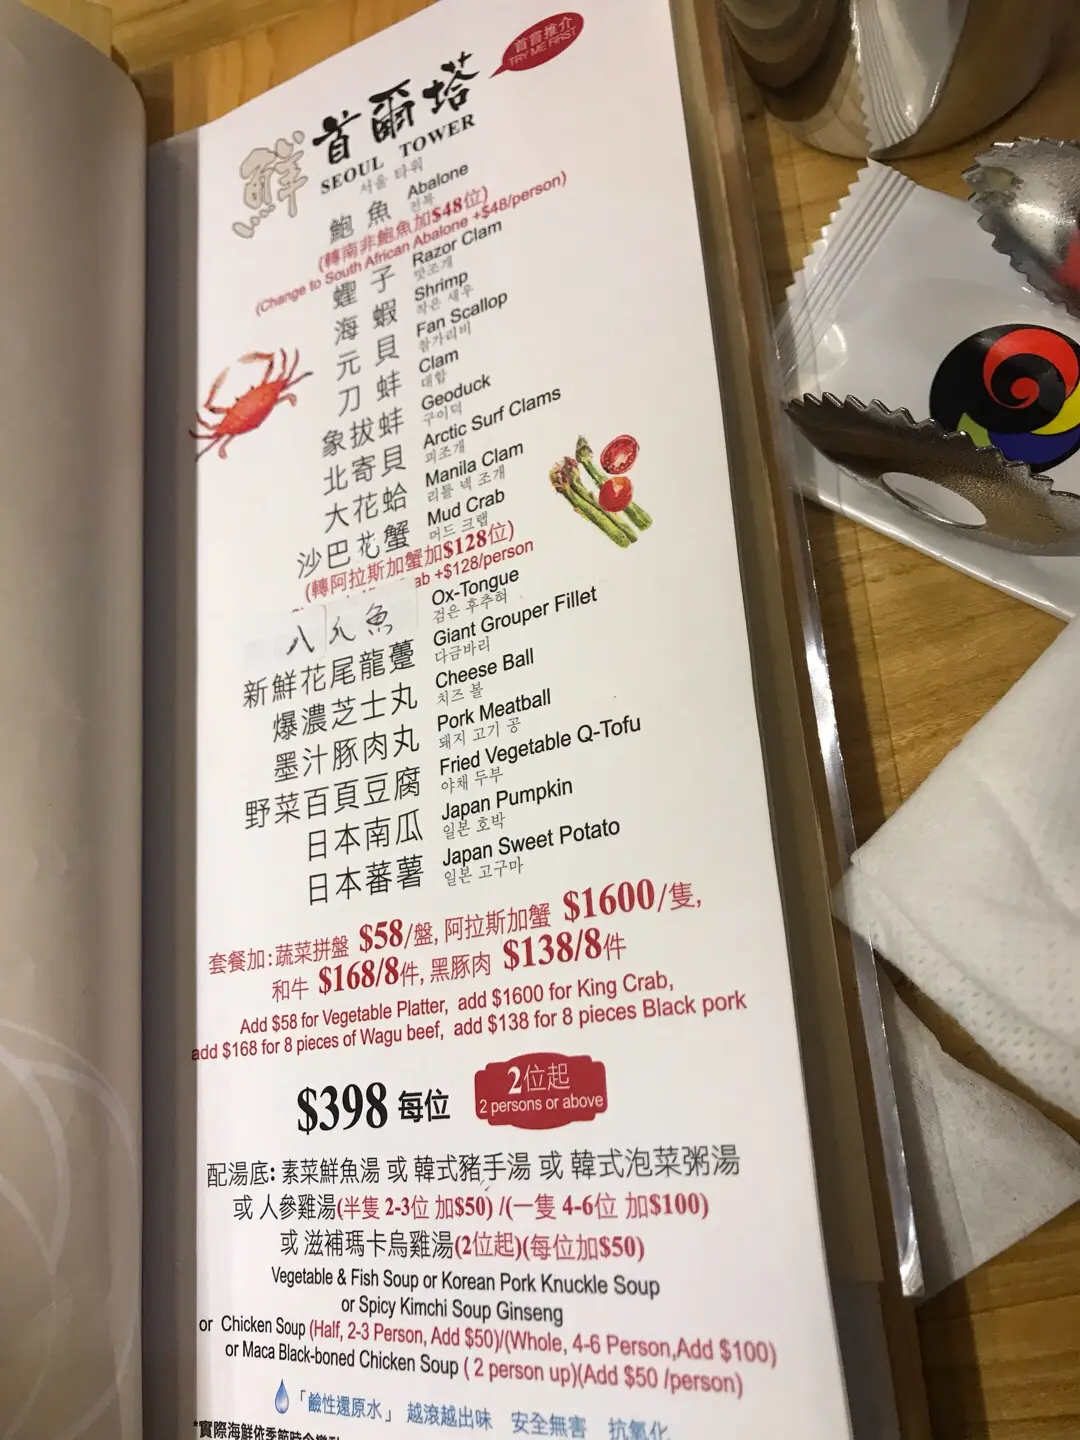 首嘗推介
TRY ME FIRST
鮮 首爾塔
SEOUL TOWER
서울 타워
鮑魚 Abalone
전복
(轉南非鮑魚加$48位)
(Change to South African Abalone +$48/person)
蟶子 Razor Clam
맛조개
海蝦 Shrimp
작은 새우
元貝 Fan Scallop
함가리비
刀蚌 Clam
대합
象拔蚌 Geoduck
구이덕
北寄貝 Arctic Surf Clams
피조개
大花蛤 Manila Clam
리틀 넥 조개
沙巴花蟹 Mud Crab
머드 크랩
(轉阿拉斯加蟹加$128位)
ab +$128/person
八爪魚 Ox-Tongue
검은 후추혀
新鮮花尾龍躉 Giant Grouper Fillet
다금바리
爆濃芝士丸 Cheese Ball
치즈 볼
墨汁豚肉丸 Pork Meatball
돼지 고기 공
野菜百頁豆腐 Fried Vegetable Q-Tofu
야채 두부
日本南瓜 Japan Pumpkin
일본 호박
日本蕃薯 Japan Sweet Potato
일본 고구마
套餐加:蔬菜拼盤 $58/盤, 阿拉斯加蟹 $1600/隻,
和牛 $168/8件, 黑豚肉 $138/8件
Add $58 for Vegetable Platter, add $1600 for King Crab,
add $168 for 8 pieces of Wagu beef, add $138 for 8 pieces Black pork
$398 每位
2位起
2 persons or above
配湯底: 素菜鮮魚湯 或 韓式豬手湯 或 韓式泡菜粥湯
或 人參雞湯(半隻 2-3位 加$50) /(一隻 4-6位 加$100)
或 滋補瑪卡烏雞湯(2位起)(每位加$50)
Vegetable & Fish Soup or Korean Pork Knuckle Soup
or Spicy Kimchi Soup Ginseng
or Chicken Soup (Half, 2-3 Person, Add $50)/(Whole, 4-6 Person,Add $100)
or Maca Black-boned Chicken Soup ( 2 person up)(Add $50 /person)
「鹼性還原水」 越滾越出味 安全無害 抗氧化
*實際海鮮依季節時令變動